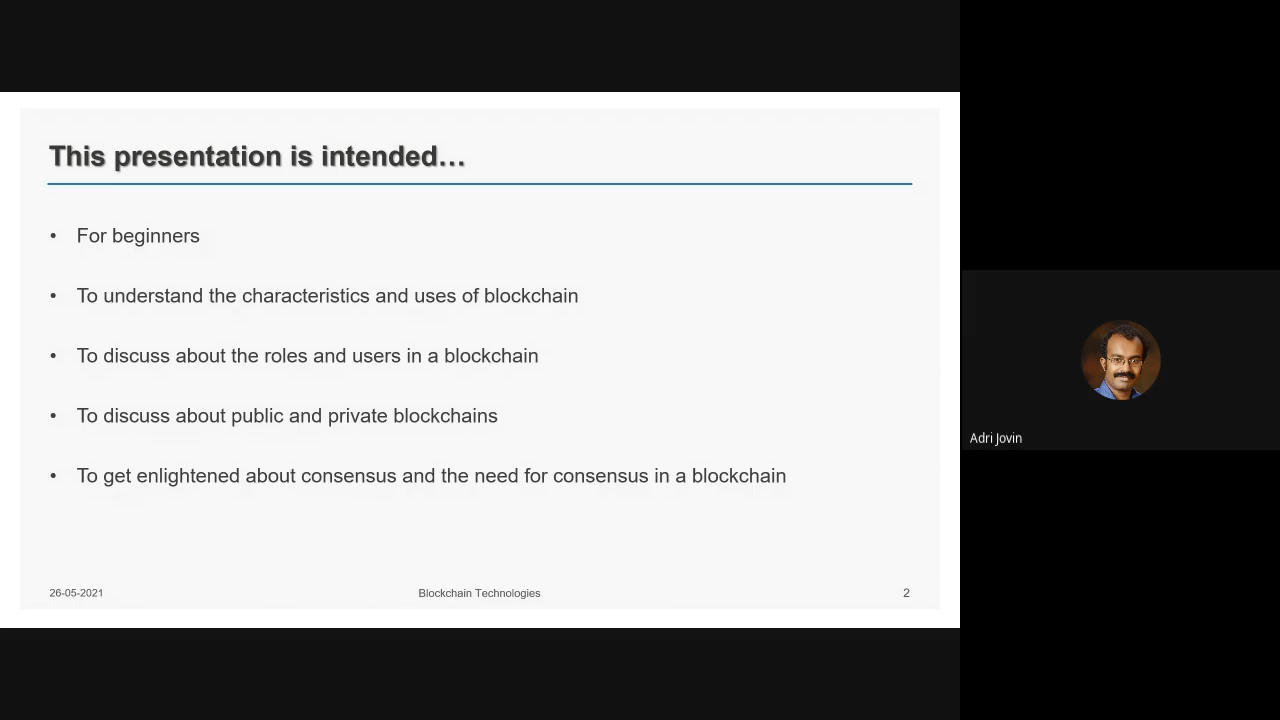 This presentation is intended…
• For beginners
• To understand the characteristics and uses of blockchain
• To discuss about the roles and users in a blockchain
• To discuss about public and private blockchains
• To get enlightened about consensus and the need for consensus in a blockchain
26-05-2021
Blockchain Technologies
2
Adri Jovin